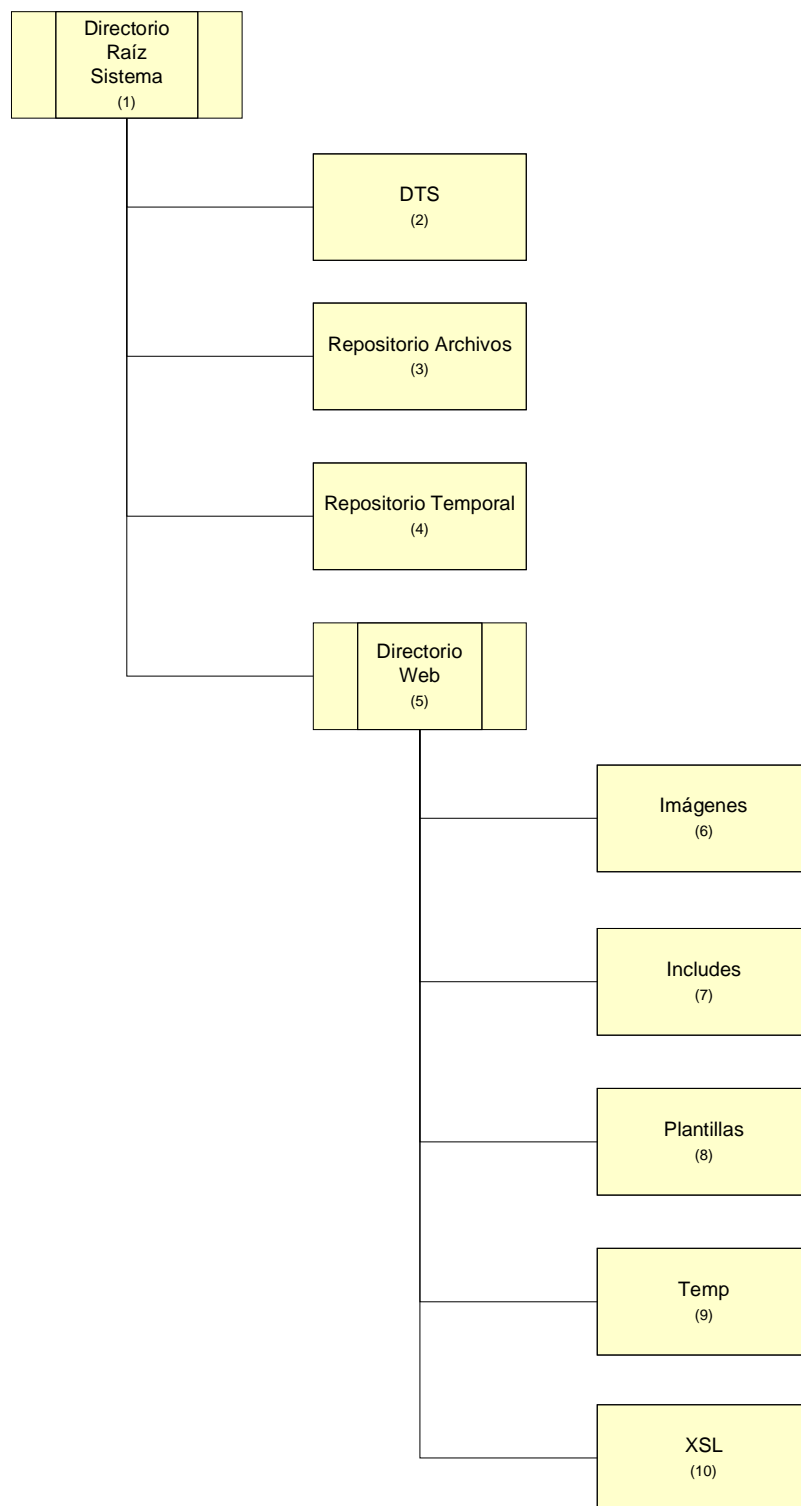 Directorio
Raíz
Sistema
(1)
DTS
(2)
Repositorio Archivos
(3)
Repositorio Temporal
(4)
Directorio
Web
(5)
Imágenes
(6)
Includes
(7)
Plantillas
(8)
Temp
(9)
XSL
(10)